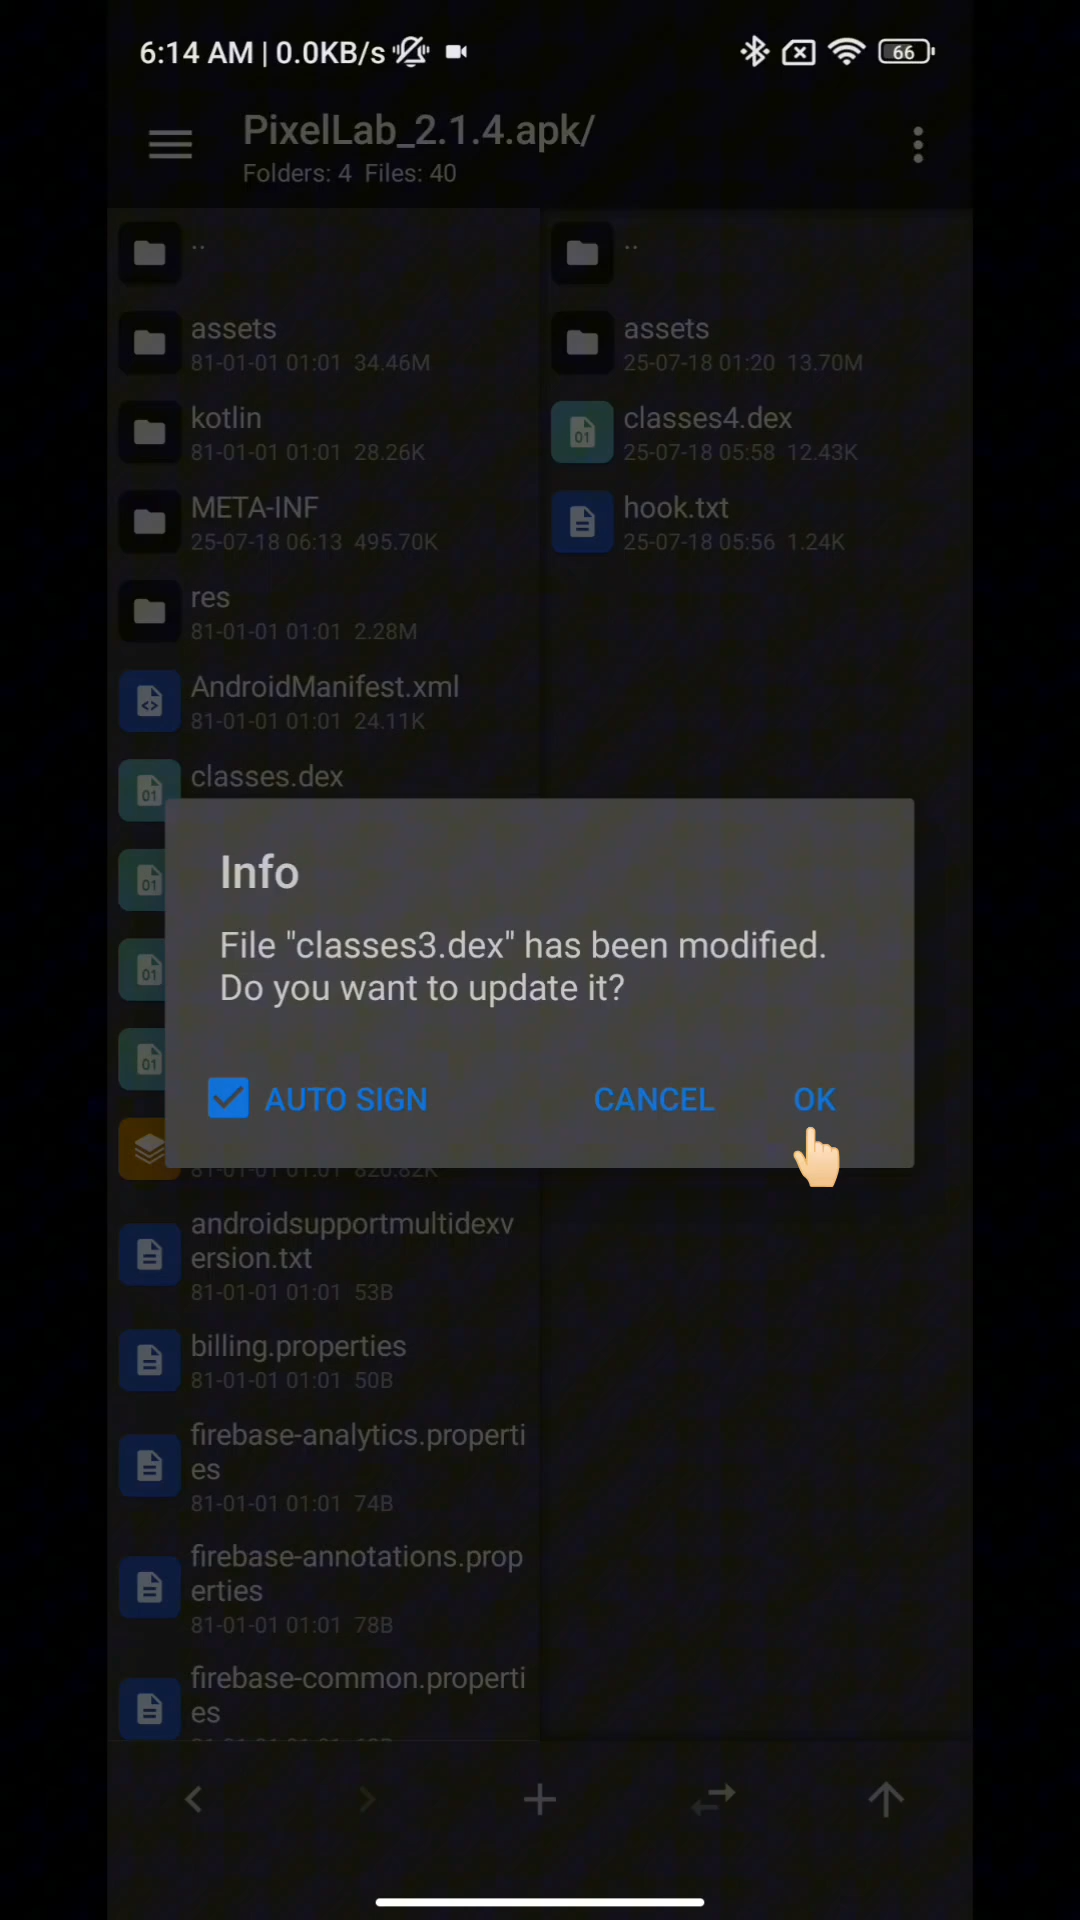 6:14 AM | 0.0KB/s
66
PixelLab_2.1.4.apk/
Folders: 4 Files: 40
..
assets
81-01-01 01:01 34.46M
kotlin
81-01-01 01:01 28.26K
META-INF
25-07-18 06:13 495.70K
res
81-01-01 01:01 2.28M
AndroidManifest.xml
81-01-01 01:01 24.11K
classes.dex
..
assets
25-07-18 01:20 13.70M
classes4.dex
25-07-18 05:58 12.43K
hook.txt
25-07-18 05:56 1.24K
Info
File "classes3.dex" has been modified.
Do you want to update it?
AUTO SIGN
CANCEL
OK
81-01-01 01:01 820.82K
androidsupportmultidexv
ersion.txt
81-01-01 01:01 53B
billing.properties
81-01-01 01:01 50B
firebase-analytics.properti
es
81-01-01 01:01 74B
firebase-annotations.prop
erties
81-01-01 01:01 78B
firebase-common.properti
es